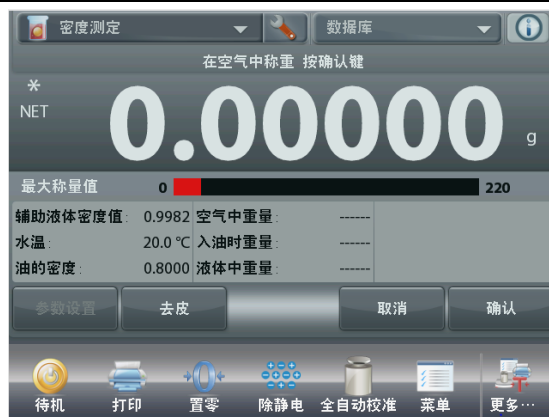 密度测定 数据库
在空气中称重 按确认键
*
NET
0.00000 g
最大称量值 0 220
辅助液体密度值: 0.9982 空气中重量: ------
水温: 20.0 ℃ 入油时重量: ------
油的密度: 0.8000 液体中重量: ------
参数设置 去皮 取消 确认
待机 打印 置零 除静电 全自动校准 菜单 更多…